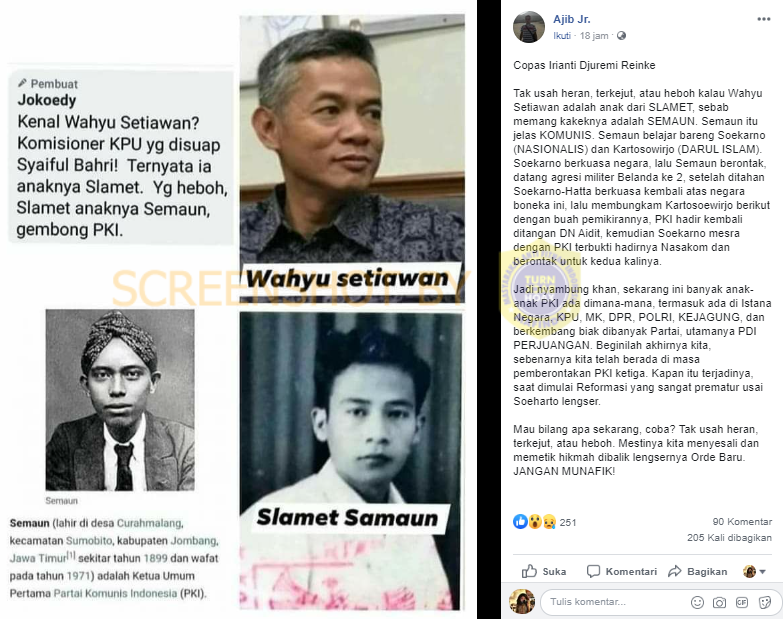 Pembuat
Jokoedy
Kenal Wahyu Setiawan?
Komisioner KPU yg disuap
Syaiful Bahri! Ternyata ia
anaknya Slamet. Yg heboh,
Slamet anaknya Semaun,
gembong PKI.
Wahyu setiawan
SCREENSHOT BY
Semaun
Semaun (lahir di desa Curahmalang,
kecamatan Sumobito, kabupaten Jombang,
Jawa Timur[1] sekitar tahun 1899 dan wafat
pada tahun 1971) adalah Ketua Umum
Pertama Partai Komunis Indonesia (PKI).
Slamet Samaun
Ajib Jr.
Ikuti · 18 jam ·
Copas Irianti Djuremi Reinke
Tak usah heran, terkejut, atau heboh kalau Wahyu
Setiawan adalah anak dari SLAMET, sebab
memang kakeknya adalah SEMAUN. Semaun itu
jelas KOMUNIS. Semaun belajar bareng Soekarno
(NASIONALIS) dan Kartosowirjo (DARUL ISLAM).
Soekarno berkuasa negara, lalu Semaun berontak,
datang agresi militer Belanda ke 2, setelah ditahan
Soekarno-Hatta berkuasa kembali atas negara
boneka ini, lalu membungkam Kartosoewirjo berikut
dengan buah pemikirannya, PKI hadir kembali
ditangan DN Aidit, kemudian Soekarno mesra
dengan PKI terbukti hadirnya Nasakom dan
berontak untuk kedua kalinya.
Jadi nyambung khan, sekarang ini banyak anak-
anak PKI ada dimana-mana, termasuk ada di Istana
Negara, KPU, MK, DPR, POLRI, KEJAGUNG, dan
berkembang biak dibanyak Partai, utamanya PDI
PERJUANGAN. Beginilah akhirnya kita,
sebenarnya kita telah berada di masa
pemberontakan PKI ketiga. Kapan itu terjadinya,
saat dimulai Reformasi yang sangat prematur usai
Soeharto lengser.
Mau bilang apa sekarang, coba? Tak usah heran,
terkejut, atau heboh. Mestinya kita menyesali dan
memetik hikmah dibalik lengsernya Orde Baru.
JANGAN MUNAFIK!
251
90 Komentar
205 Kali dibagikan
Suka
Komentari
Bagikan
Tulis komentar...
GIF